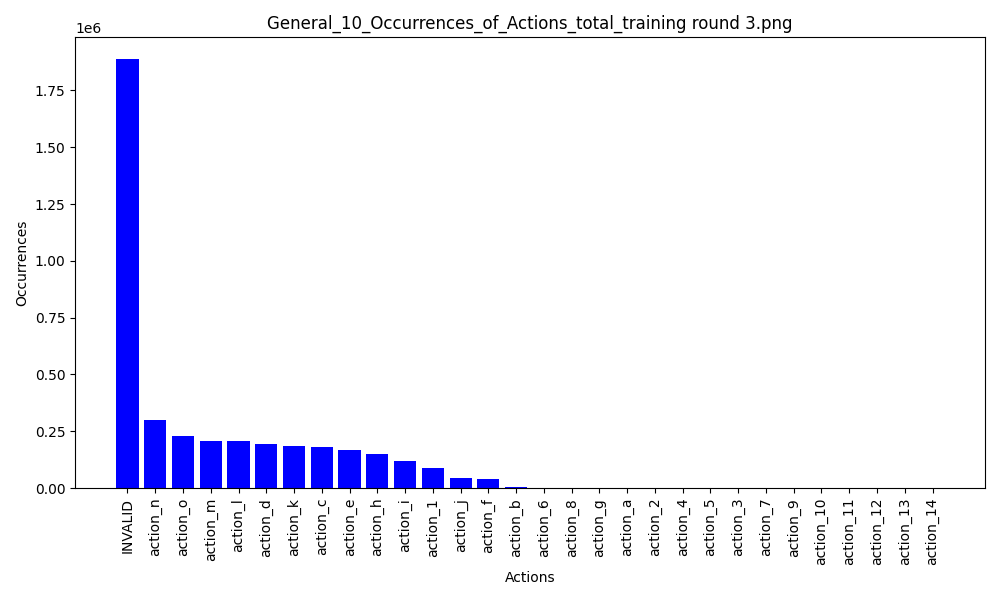 General_10_Occurrences_of_Actions_total_training round 3.png
1e6
1.75
1.50
1.25
1.00
0.75
0.50
0.25
0.00
Occurrences
INVALID
action_n
action_o
action_m
action_l
action_d
action_k
action_c
action_e
action_h
action_i
action_1
action_j
action_f
action_b
action_6
action_8
action_g
action_a
action_2
action_4
action_5
action_3
action_7
action_9
action_10
action_11
action_12
action_13
action_14
Actions